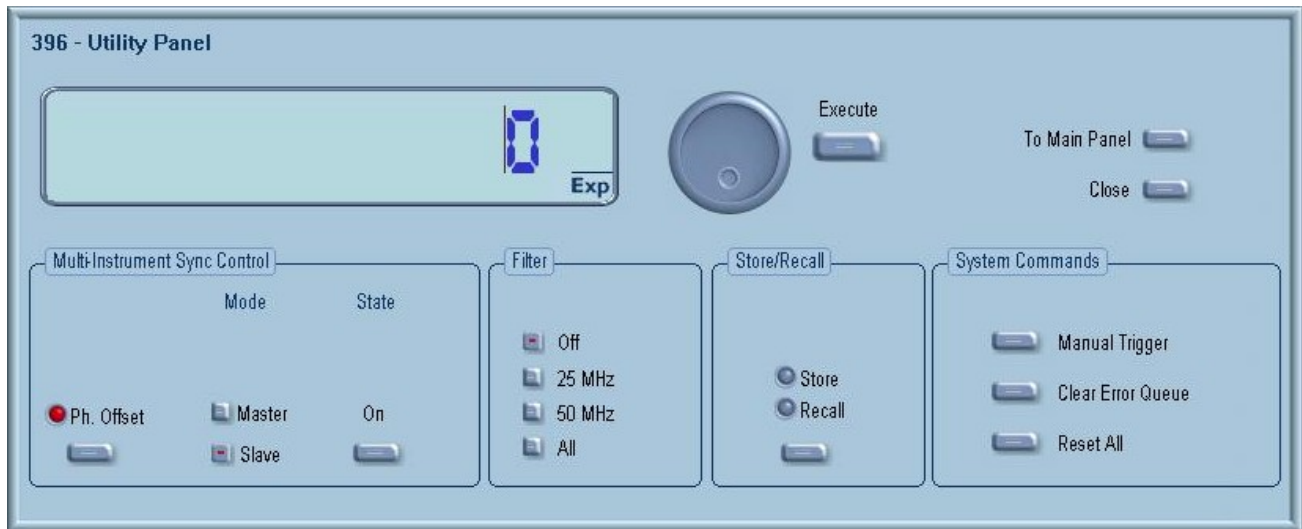 396 - Utility Panel
0
Exp
Execute
To Main Panel
Close
Multi-Instrument Sync Control
Mode State
Ph. Offset
Master
Slave
On
Filter
Off
25 MHz
50 MHz
All
Store/Recall
Store
Recall
System Commands
Manual Trigger
Clear Error Queue
Reset All